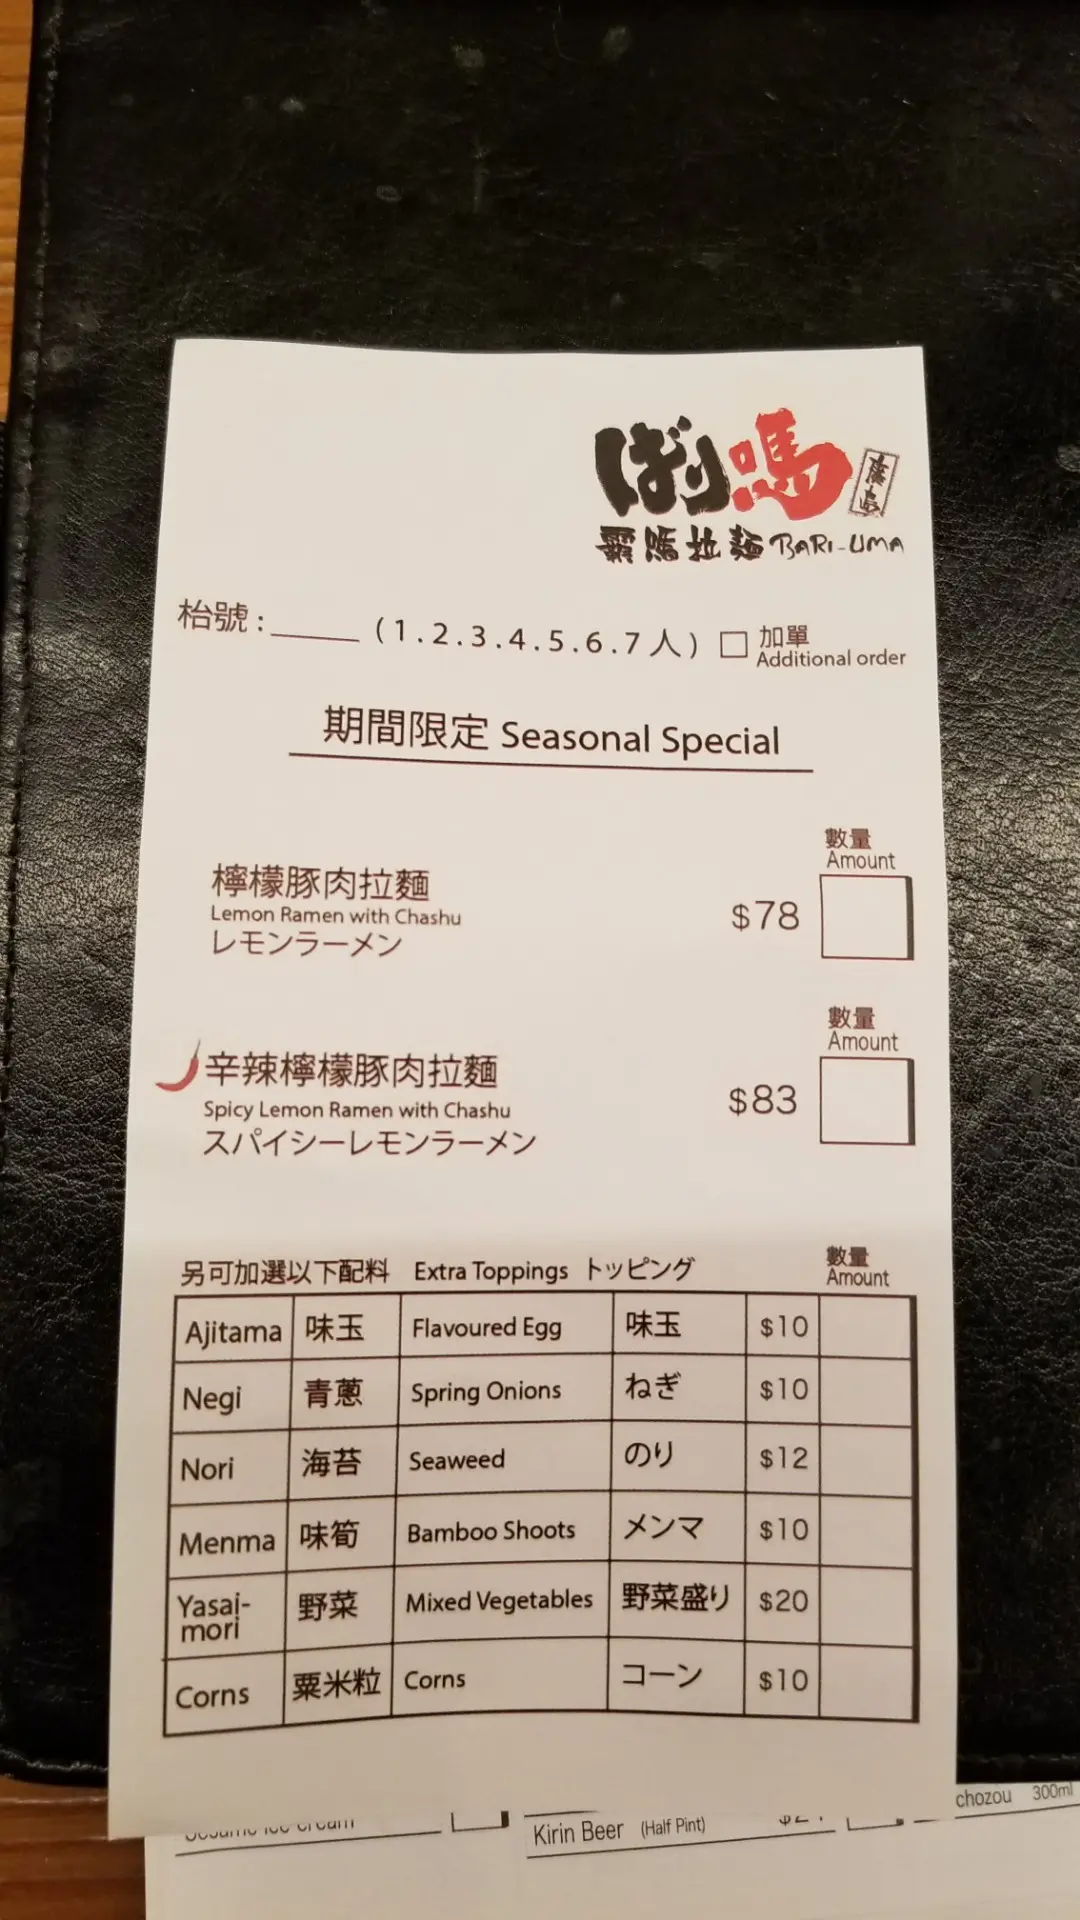 ばり嗎
廣島
霸嗎拉麵 BARI-UMA
枱號：_____ (1.2.3.4.5.6.7人) □ 加單
Additional order
期間限定 Seasonal Special
數量
Amount
檸檬豚肉拉麵
Lemon Ramen with Chashu
レモンラーメン
$78
數量
Amount
辛辣檸檬豚肉拉麵
Spicy Lemon Ramen with Chashu
スパイシーレモンラーメン
$83
另可加選以下配料 Extra Toppings トッピング
數量
Amount
Ajitama 味玉 Flavoured Egg 味玉 $10
Negi 青蔥 Spring Onions ねぎ $10
Nori 海苔 Seaweed のり $12
Menma 味筍 Bamboo Shoots メンマ $10
Yasai-
mori 野菜 Mixed Vegetables 野菜盛り $20
Corns 粟米粒 Corns コーン $10
chozou 300ml
Kirin Beer (Half Pint)